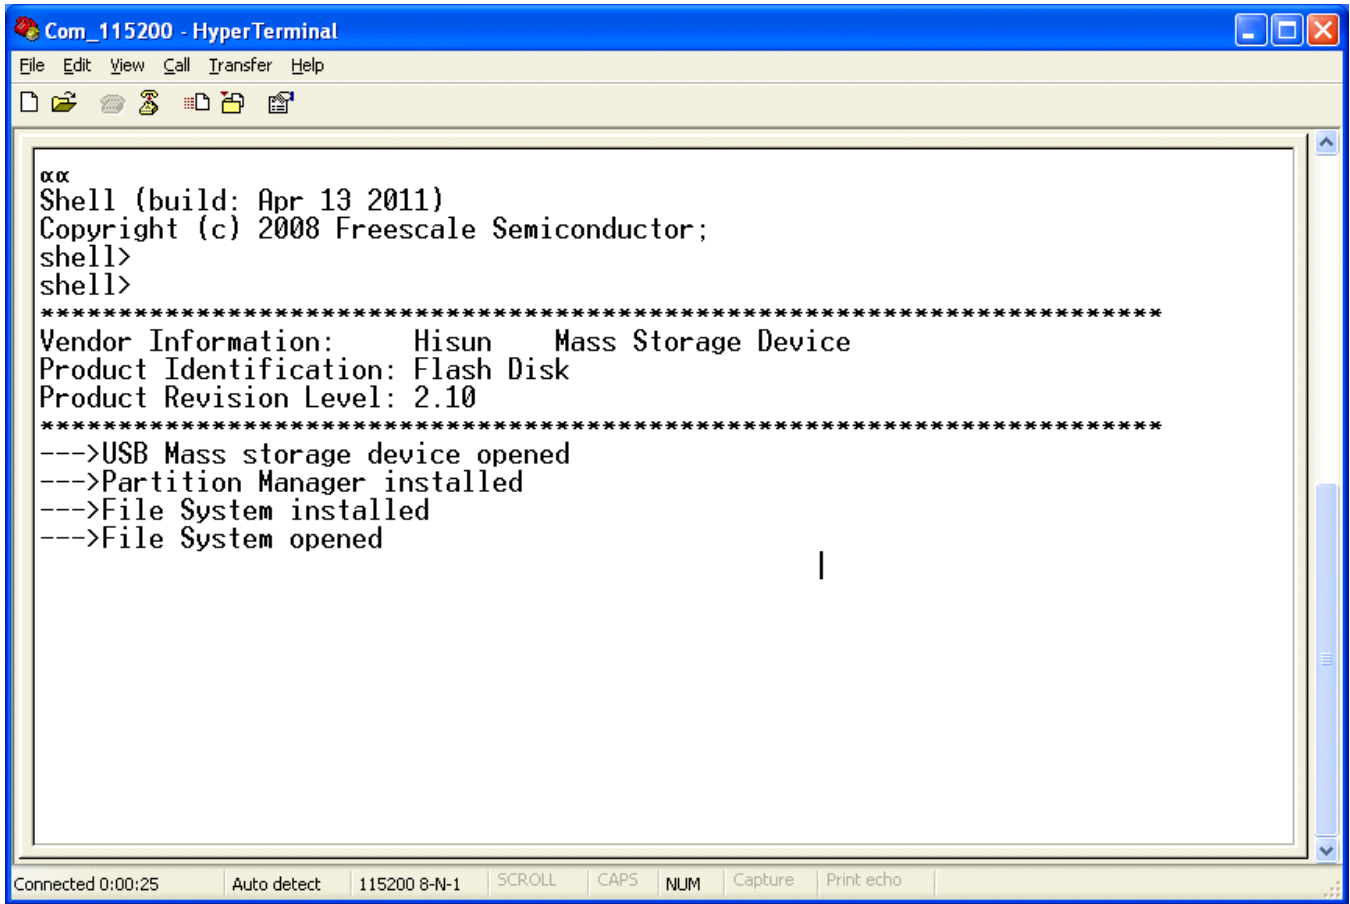 Com_115200 - HyperTerminal
File Edit View Call Transfer Help
αα
Shell (build: Apr 13 2011)
Copyright (c) 2008 Freescale Semiconductor;
shell>
shell>
************************************************************************
Vendor Information:     Hisun    Mass Storage Device
Product Identification: Flash Disk
Product Revision Level: 2.10
************************************************************************
--->USB Mass storage device opened
--->Partition Manager installed
--->File System installed
--->File System opened
Connected 0:00:25 Auto detect 115200 8-N-1 SCROLL CAPS NUM Capture Print echo